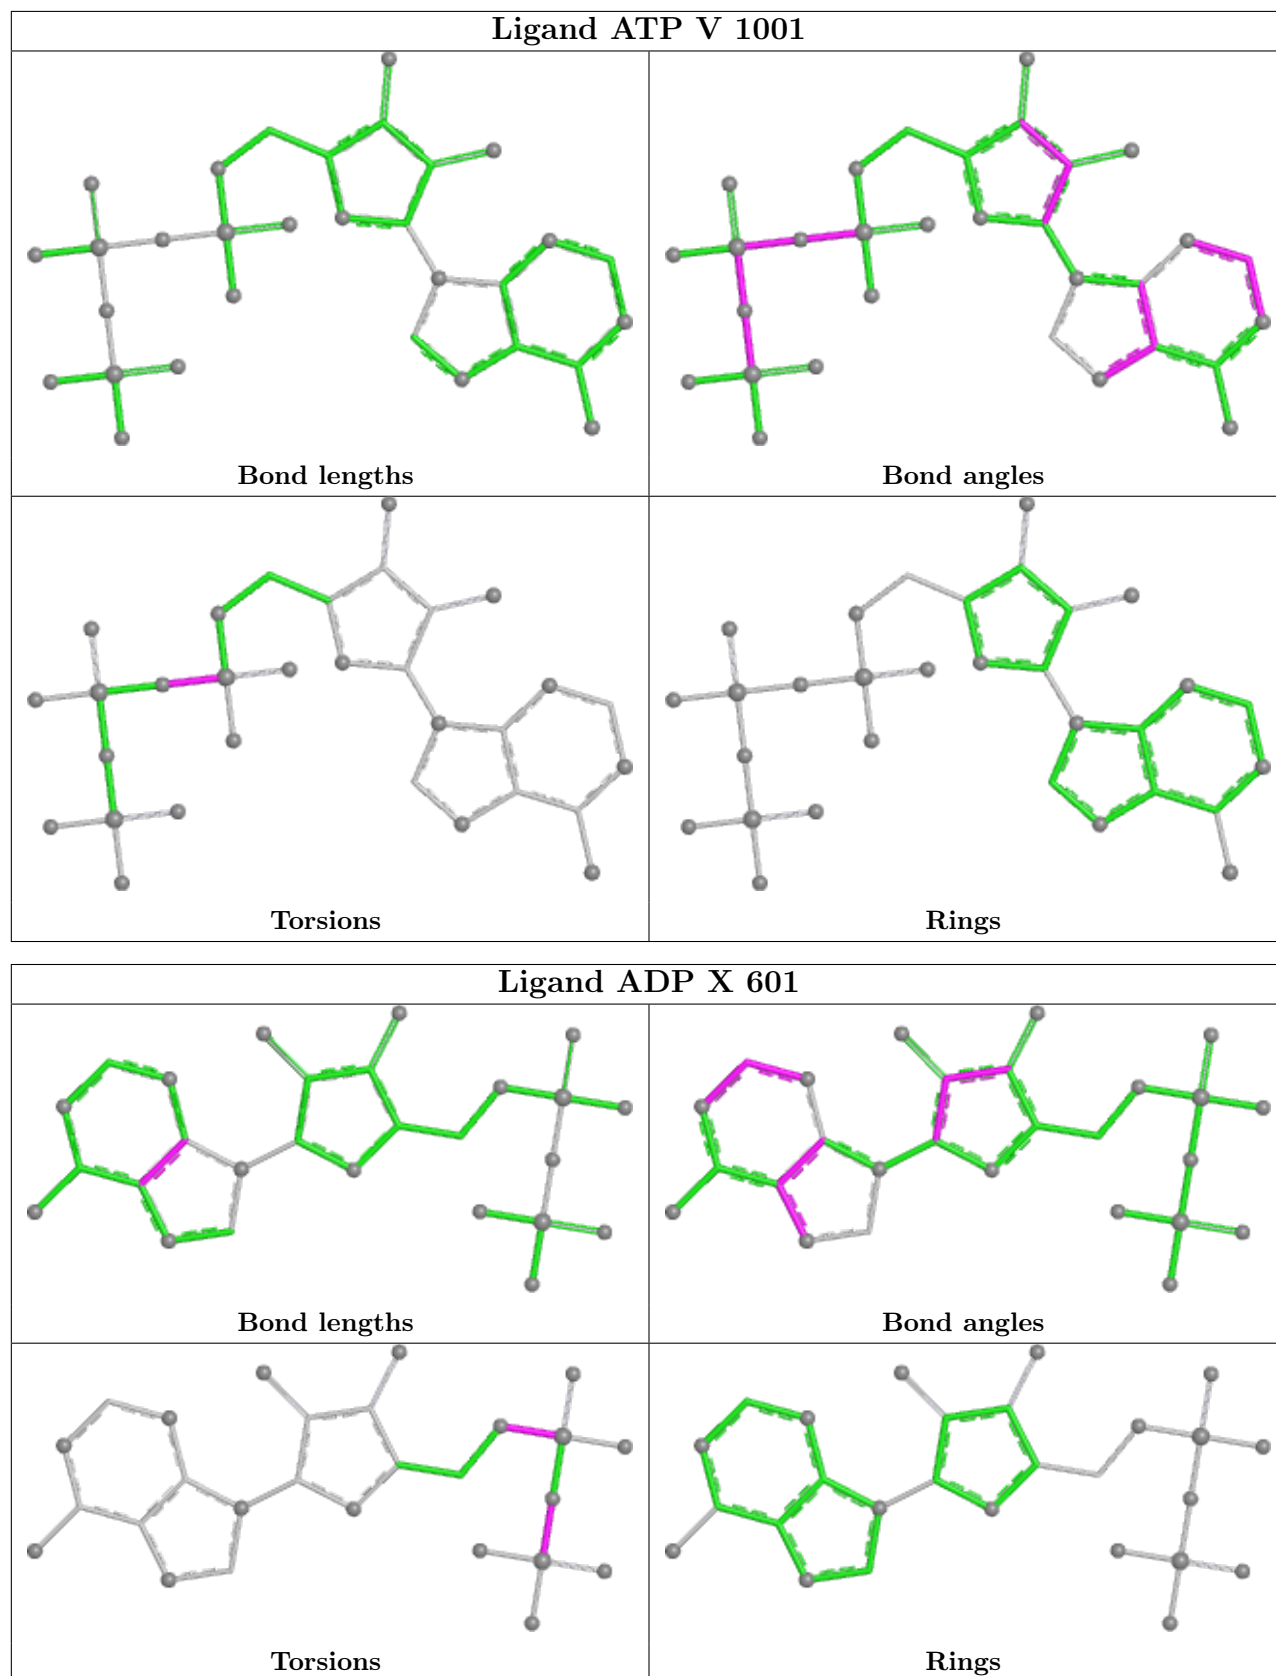 Ligand ATP V 1001
Bond lengths
Bond angles
Torsions
Rings
Ligand ADP X 601
Bond lengths
Bond angles
Torsions
Rings